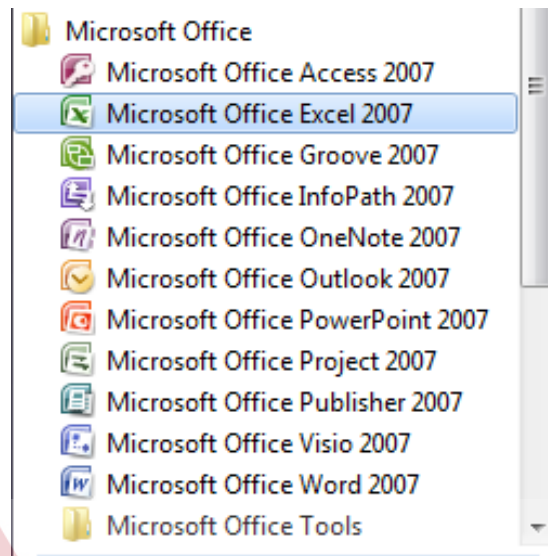 Microsoft Office
Microsoft Office Access 2007
Microsoft Office Excel 2007
Microsoft Office Groove 2007
Microsoft Office InfoPath 2007
Microsoft Office OneNote 2007
Microsoft Office Outlook 2007
Microsoft Office PowerPoint 2007
Microsoft Office Project 2007
Microsoft Office Publisher 2007
Microsoft Office Visio 2007
Microsoft Office Word 2007
Microsoft Office Tools